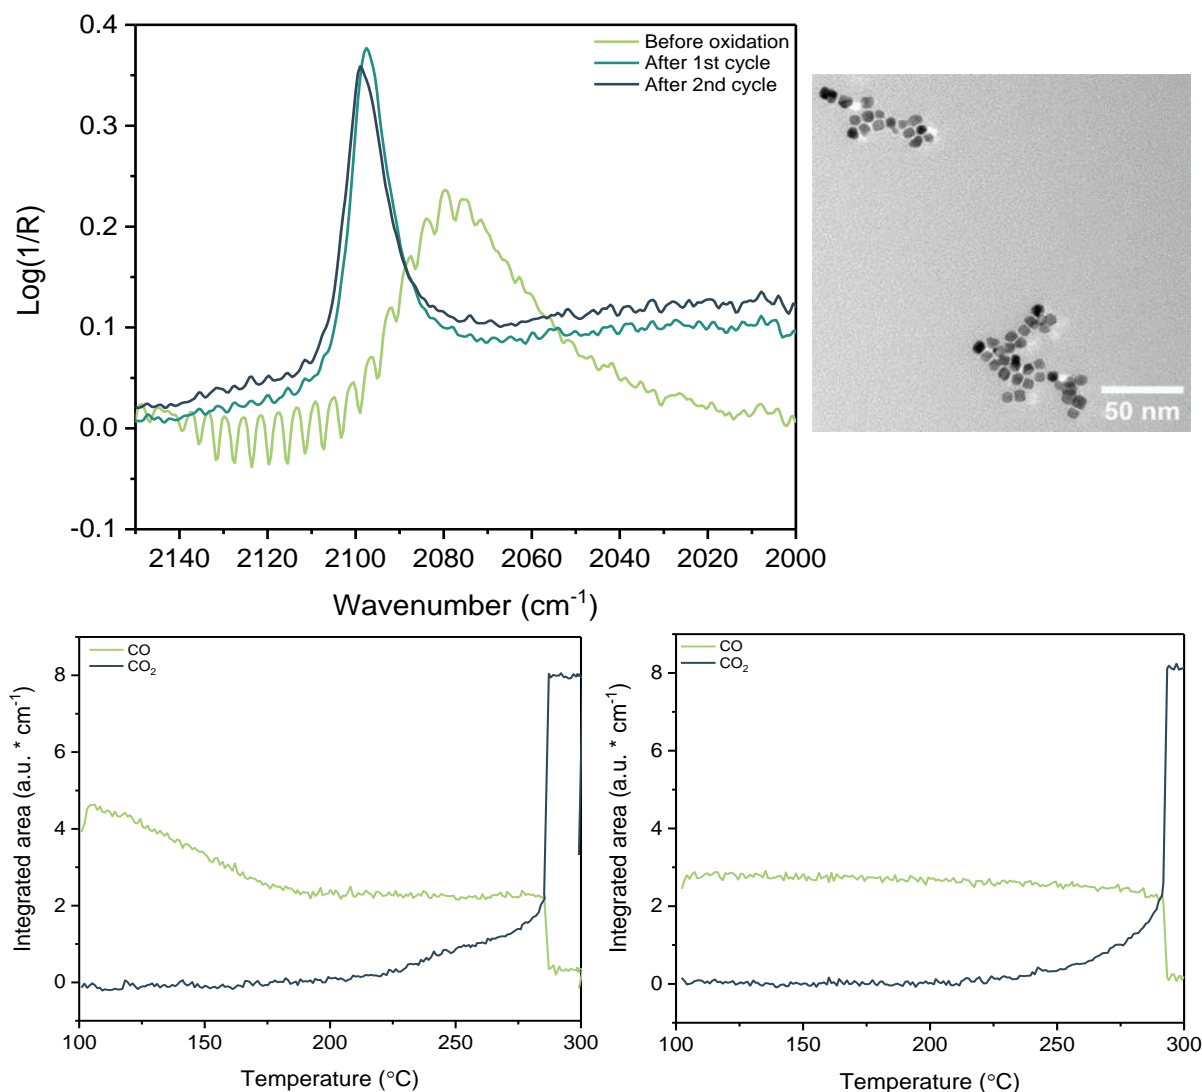 0.4
0.3
0.2
0.1
0.0
-0.1
Log(1/R)
Before oxidation
After 1st cycle
After 2nd cycle
2140 2120 2100 2080 2060 2040 2020 2000
Wavenumber (cm⁻¹)
50 nm
CO
CO₂
8
6
4
2
0
Integrated area (a.u. * cm⁻¹)
100 150 200 250 300
Temperature (°C)
CO
CO₂
8
6
4
2
0
Integrated area (a.u. * cm⁻¹)
100 150 200 250 300
Temperature (°C)